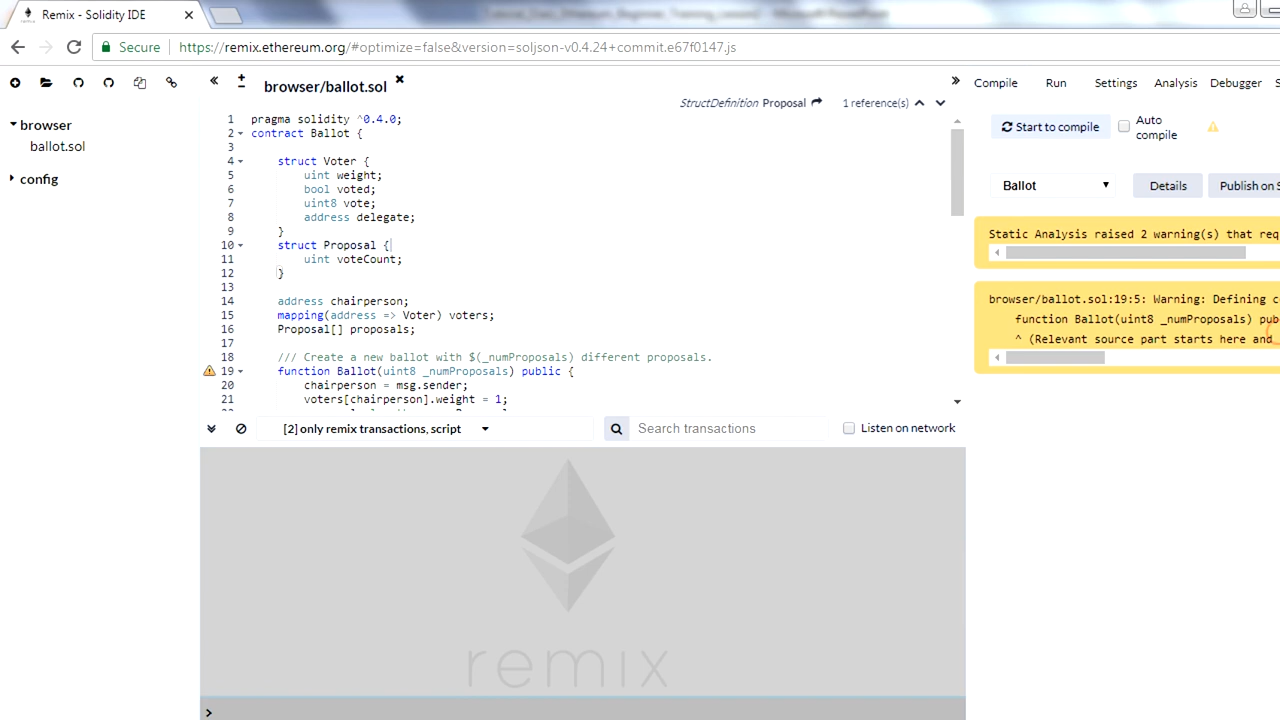 Remix - Solidity IDE
Secure https://remix.ethereum.org/#optimize=false&version=soljson-v0.4.24+commit.e67f0147.js
browser
ballot.sol
config
browser/ballot.sol
StructDefinition Proposal 1 reference(s)
1 pragma solidity ^0.4.0;
2 contract Ballot {
3
4 struct Voter {
5 uint weight;
6 bool voted;
7 uint8 vote;
8 address delegate;
9 }
10 struct Proposal {
11 uint voteCount;
12 }
13
14 address chairperson;
15 mapping(address => Voter) voters;
16 Proposal[] proposals;
17
18 /// Create a new ballot with $(_numProposals) different proposals.
19 function Ballot(uint8 _numProposals) public {
20 chairperson = msg.sender;
21 voters[chairperson].weight = 1;
[2] only remix transactions, script
Search transactions
Listen on network
remix
>
Compile Run Settings Analysis Debugger
Start to compile
Auto compile
Ballot
Details
Publish on S
Static Analysis raised 2 warning(s) that req
browser/ballot.sol:19:5: Warning: Defining c
function Ballot(uint8 _numProposals) pub
^ (Relevant source part starts here and